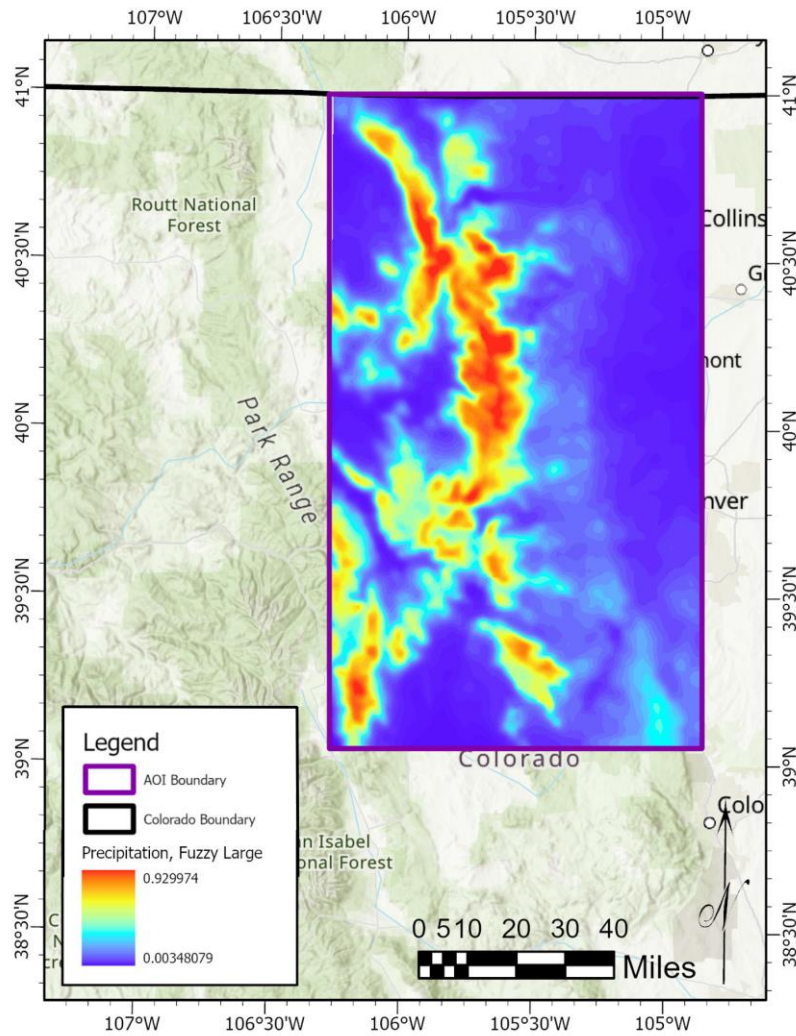 107°W 106°30'W 106°W 105°30'W 105°W
41°N
41°N
Routt National
Forest
Collins
40°30'N
40°30'N
Gr
mont
40°N
40°N
Park Range
nver
39°30'N
39°30'N
39°N
39°N
Colorado
Legend
AOI Boundary
Colorado Boundary
Precipitation, Fuzzy Large
0.929974
0.00348079
Colo
an Isabel
onal Forest
38°30'N
38°30'N
C
N
cre
N
0 5 10 20 30 40
Miles
107°W 106°30'W 106°W 105°30'W 105°W